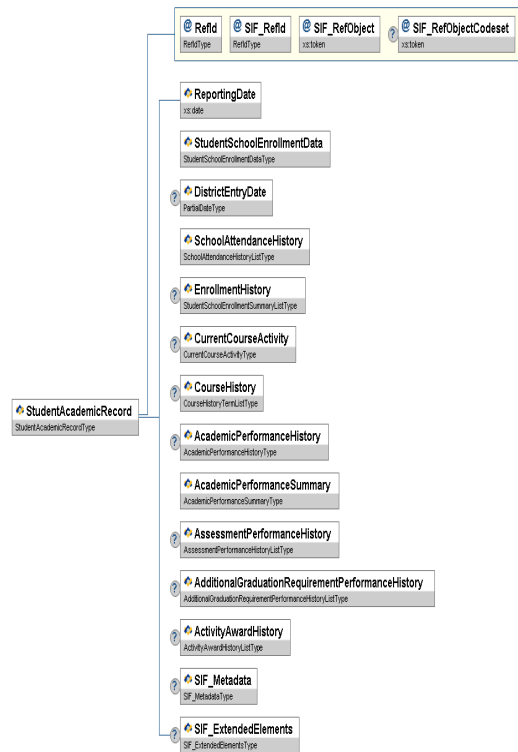 @ RefId
RefIdType
@ SIF_RefId
RefIdType
@ SIF_RefObject
xs:token
? @ SIF_RefObjectCodeset
xs:token
ReportingDate
xs:date
StudentSchoolEnrollmentData
StudentSchoolEnrollmentDataType
? DistrictEntryDate
PartialDateType
SchoolAttendanceHistory
SchoolAttendanceHistoryListType
? EnrollmentHistory
StudentSchoolEnrollmentSummaryListType
? CurrentCourseActivity
CurrentCourseActivityType
? CourseHistory
CourseHistoryTermListType
StudentAcademicRecord
StudentAcademicRecordType
? AcademicPerformanceHistory
AcademicPerformanceHistoryType
AcademicPerformanceSummary
AcademicPerformanceSummaryType
? AssessmentPerformanceHistory
AssessmentPerformanceHistoryListType
? AdditionalGraduationRequirementPerformanceHistory
AdditionalGraduationRequirementPerformanceHistoryListType
? ActivityAwardHistory
ActivityAwardHistoryListType
? SIF_Metadata
SIF_MetadataType
? SIF_ExtendedElements
SIF_ExtendedElementsType